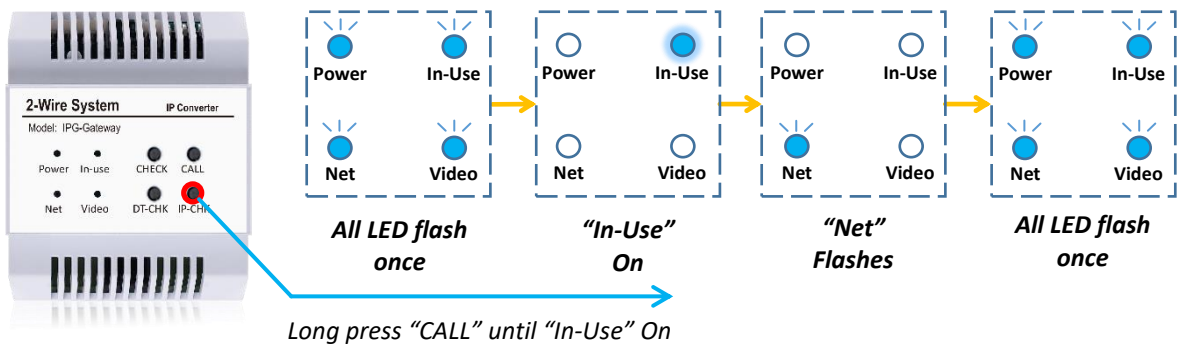 2-Wire System IP Converter
Model: IPG-Gateway
Power In-use CHECK CALL
Net Video DT-CHK IP-CHK
Power In-Use
Net Video
All LED flash
once
Power In-Use
Net Video
“In-Use”
On
Power In-Use
Net Video
“Net”
Flashes
Power In-Use
Net Video
All LED flash
once
Long press “CALL” until “In-Use” On